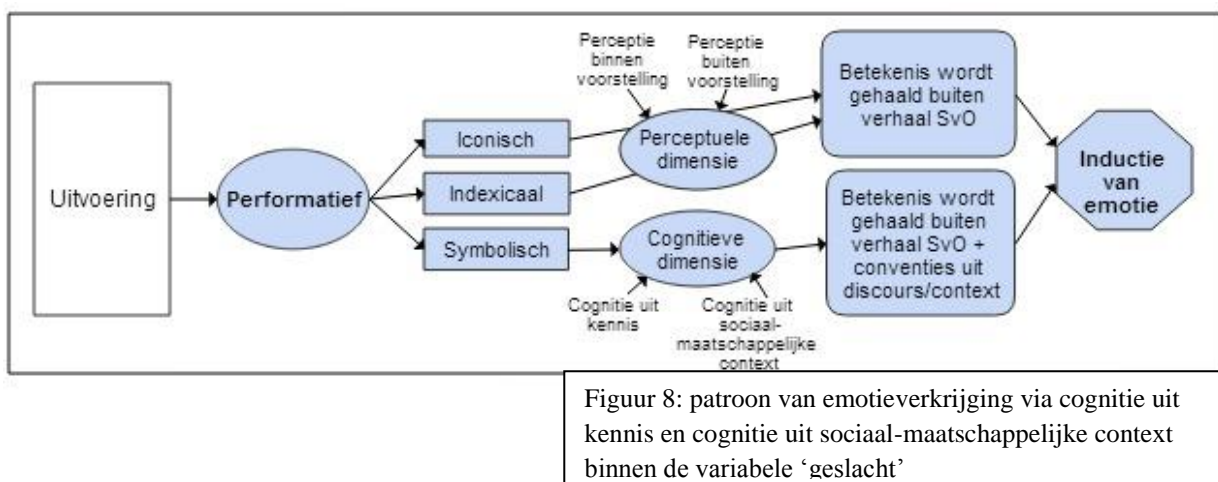 Uitvoering
Performatief
Iconisch
Indexicaal
Symbolisch
Perceptie
binnen
voorstelling
Perceptie
buiten
voorstelling
Perceptuele
dimensie
Cognitieve
dimensie
Cognitie uit
kennis
Cognitie uit
sociaal-
maatschappelijke
context
Betekenis wordt
gehaald buiten
verhaal SvO
Betekenis wordt
gehaald buiten
verhaal SvO +
conventies uit
discours/context
Inductie
van
emotie
Figuur 8: patroon van emotieverkrijging via cognitie uit
kennis en cognitie uit sociaal-maatschappelijke context
binnen de variabele ‘geslacht’